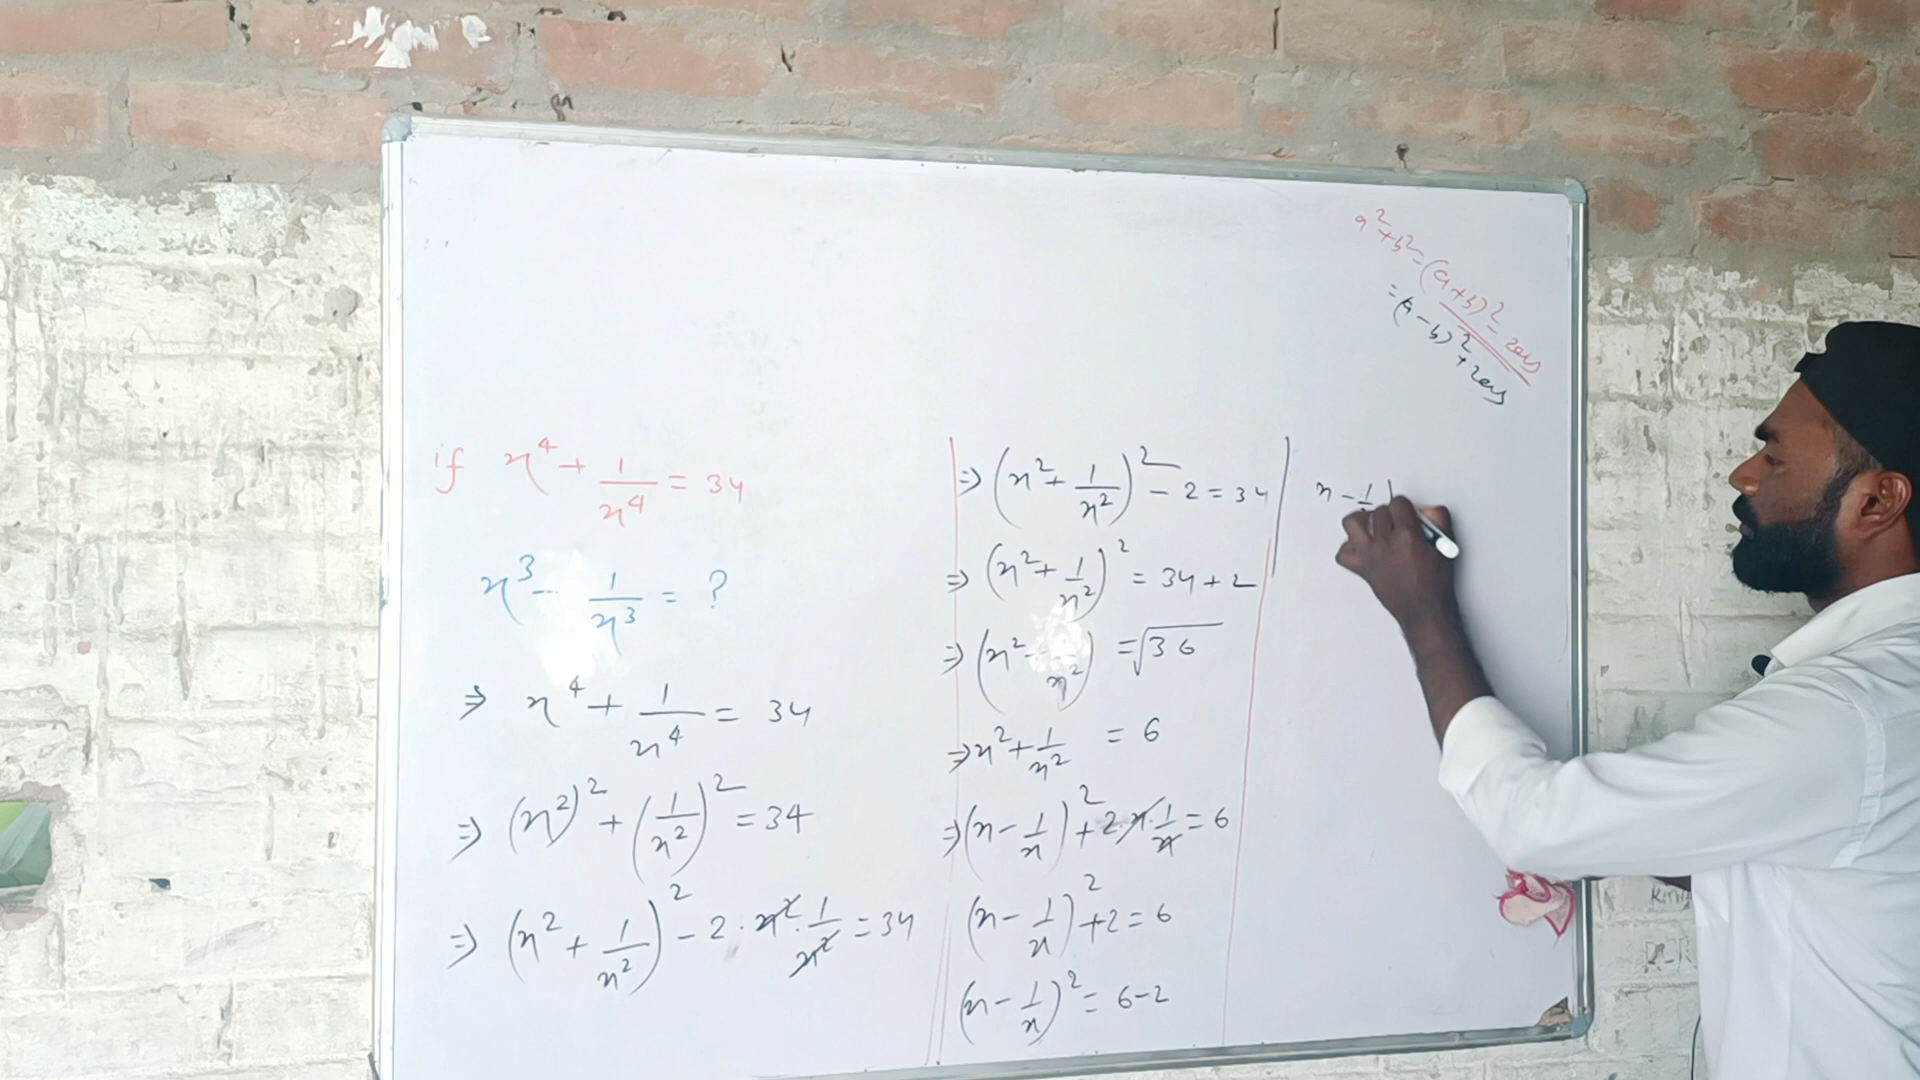 if x⁴ + 1/x⁴ = 34
x³ - 1/x³ = ?
⇒ x⁴ + 1/x⁴ = 34
⇒ (x²)² + (1/x²)² = 34
⇒ (x² + 1/x²)² - 2 · x² · 1/x² = 34
⇒ (x² + 1/x²)² - 2 = 34
⇒ (x² + 1/x²)² = 34 + 2
⇒ (x² + 1/x²) = √36
⇒ x² + 1/x² = 6
⇒ (x - 1/x)² + 2 · x · 1/x = 6
(x - 1/x)² + 2 = 6
(x - 1/x)² = 6 - 2
x - 1
a² + b² = (a + b)² - 2ab
= (a - b)² + 2ab